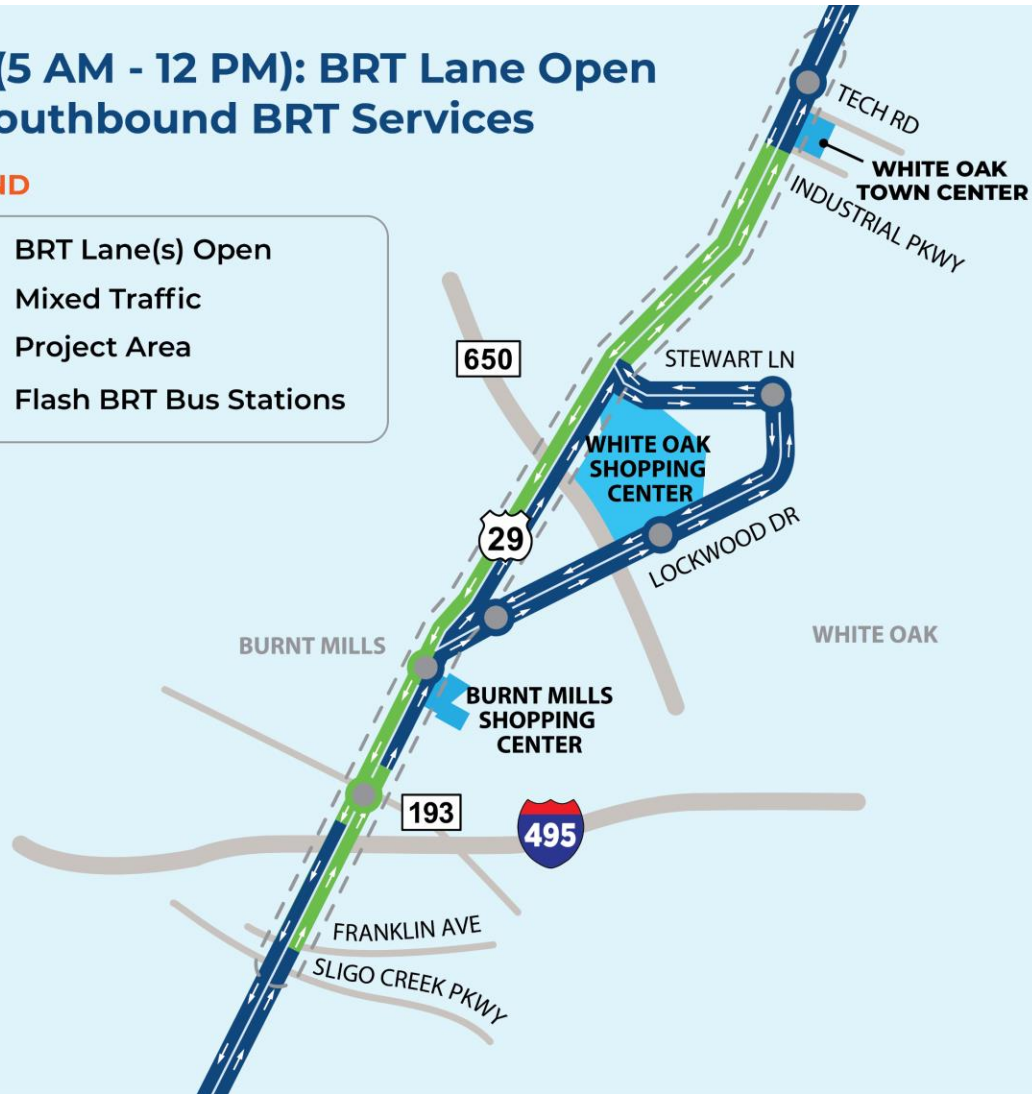 (5 AM - 12 PM): BRT Lane Open
outhbound BRT Services
ND
BRT Lane(s) Open
Mixed Traffic
Project Area
Flash BRT Bus Stations
TECH RD
WHITE OAK
TOWN CENTER
INDUSTRIAL PKWY
650
STEWART LN
WHITE OAK
SHOPPING
CENTER
29
LOCKWOOD DR
BURNT MILLS
WHITE OAK
BURNT MILLS
SHOPPING
CENTER
193
495
FRANKLIN AVE
SLIGO CREEK PKWY